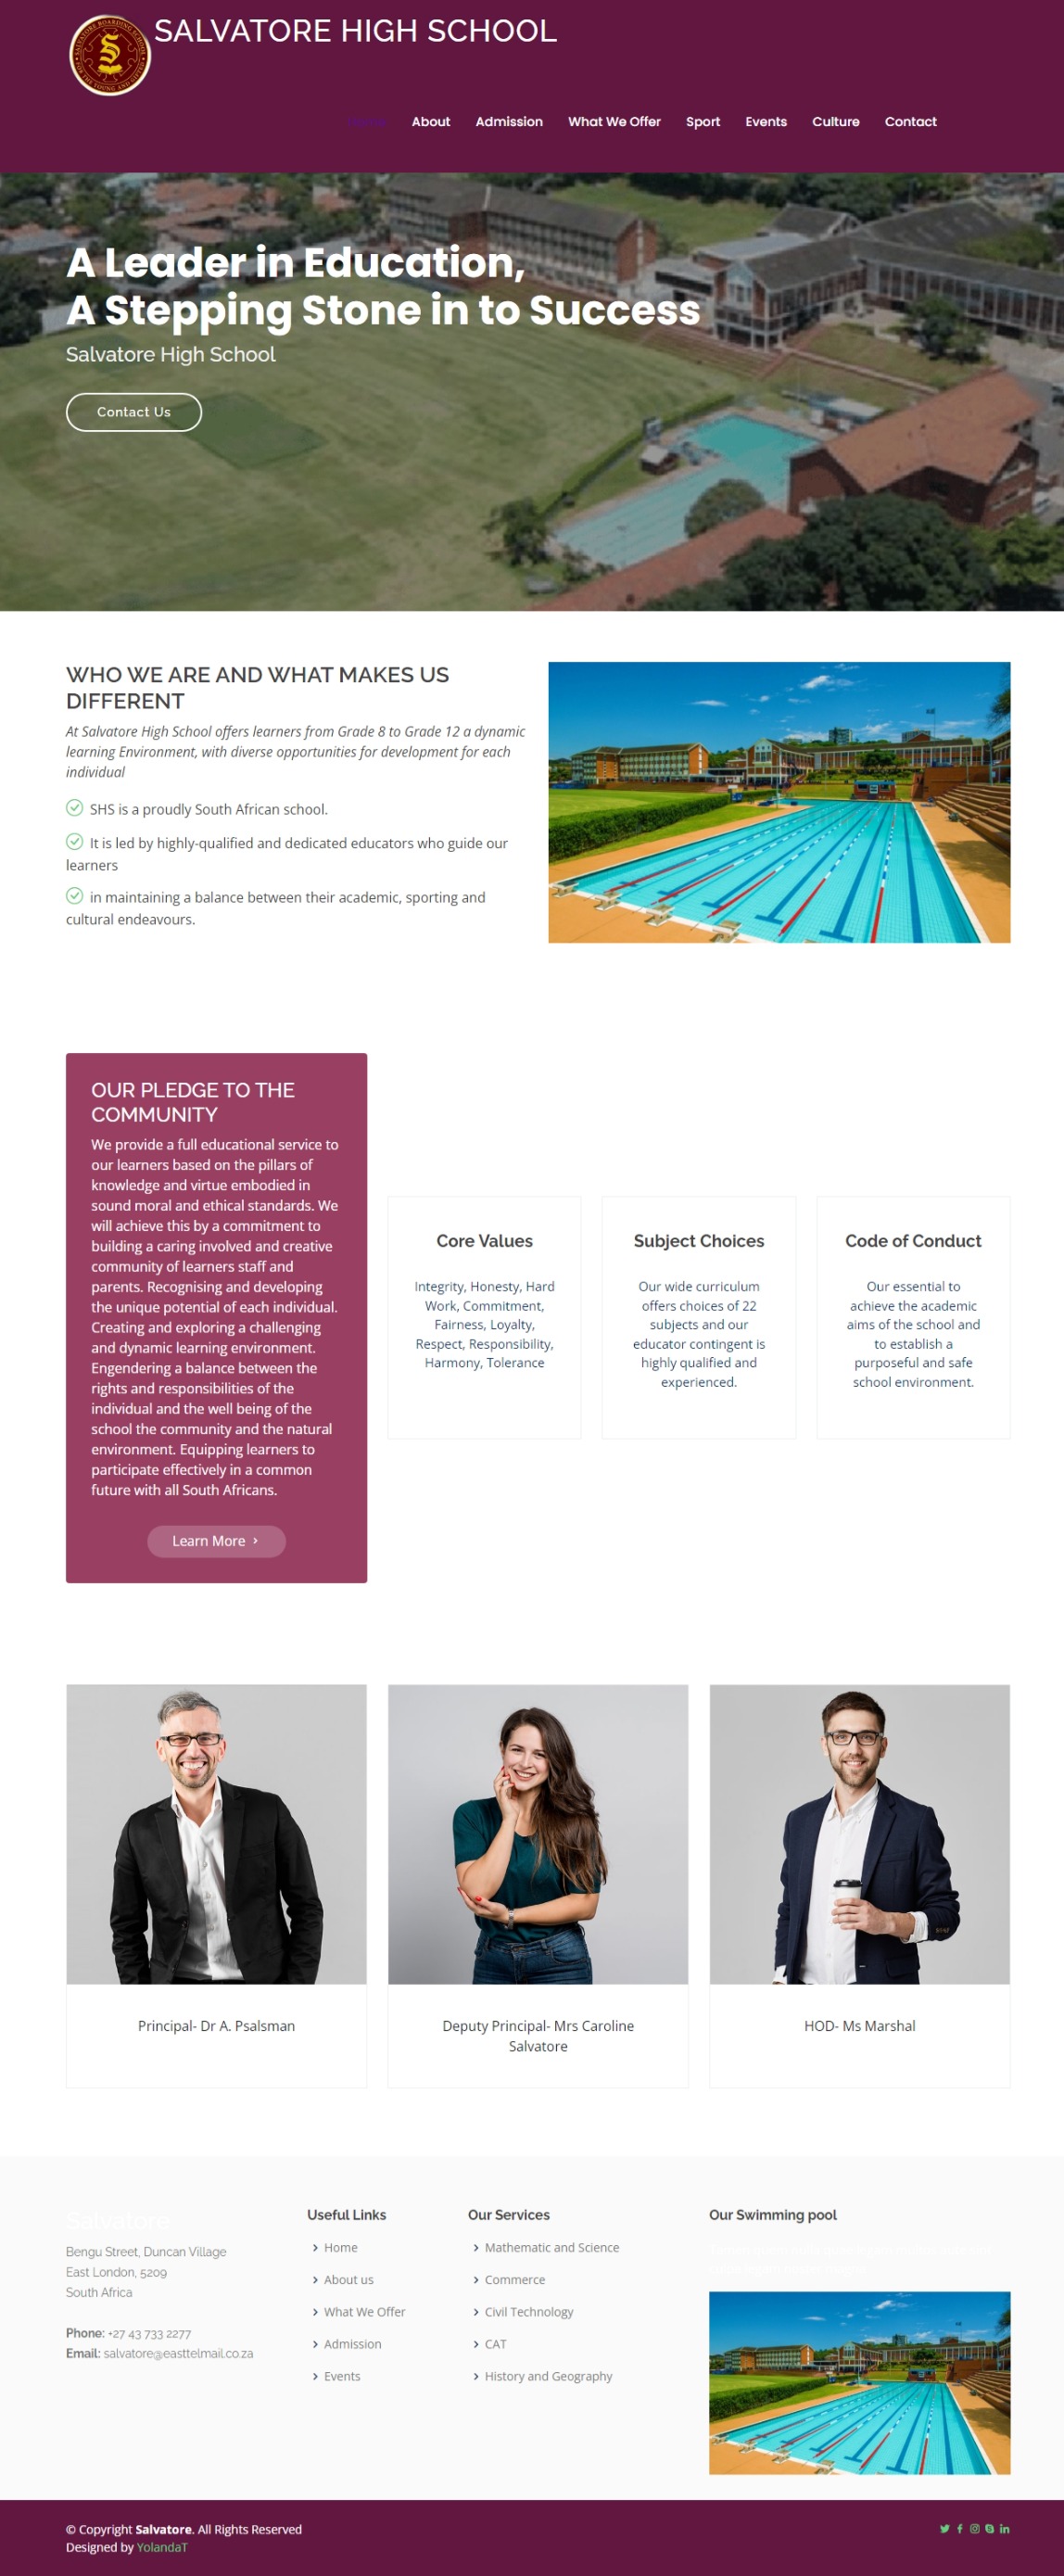 SALVATORE BOARDING SCHOOL
FOR THE YOUNG AND GIFTED
S
SALVATORE HIGH SCHOOL
Home
About
Admission
What We Offer
Sport
Events
Culture
Contact
A Leader in Education,
A Stepping Stone in to Success
Salvatore High School
Contact Us
WHO WE ARE AND WHAT MAKES US
DIFFERENT
At Salvatore High School offers learners from Grade 8 to Grade 12 a dynamic
learning Environment, with diverse opportunities for development for each
individual
SHS is a proudly South African school.
It is led by highly-qualified and dedicated educators who guide our
learners
in maintaining a balance between their academic, sporting and
cultural endeavours.
OUR PLEDGE TO THE
COMMUNITY
We provide a full educational service to
our learners based on the pillars of
knowledge and virtue embodied in
sound moral and ethical standards. We
will achieve this by a commitment to
building a caring involved and creative
community of learners staff and
parents. Recognising and developing
the unique potential of each individual.
Creating and exploring a challenging
and dynamic learning environment.
Engendering a balance between the
rights and responsibilities of the
individual and the well being of the
school the community and the natural
environment. Equipping learners to
participate effectively in a common
future with all South Africans.
Learn More
Core Values
Integrity, Honesty, Hard
Work, Commitment,
Fairness, Loyalty,
Respect, Responsibility,
Harmony, Tolerance
Subject Choices
Our wide curriculum
offers choices of 22
subjects and our
educator contingent is
highly qualified and
experienced.
Code of Conduct
Our essential to
achieve the academic
aims of the school and
to establish a
purposeful and safe
school environment.
Principal- Dr A. Psalsman
Deputy Principal- Mrs Caroline
Salvatore
HOD- Ms Marshal
Salvatore
Bengu Street, Duncan Village
East London, 5209
South Africa
Phone: +27 43 733 2277
Email: salvatore@easttelmail.co.za
Useful Links
Home
About us
What We Offer
Admission
Events
Our Services
Mathematic and Science
Commerce
Civil Technology
CAT
History and Geography
Our Swimming pool
© Copyright Salvatore. All Rights Reserved
Designed by YolandaT